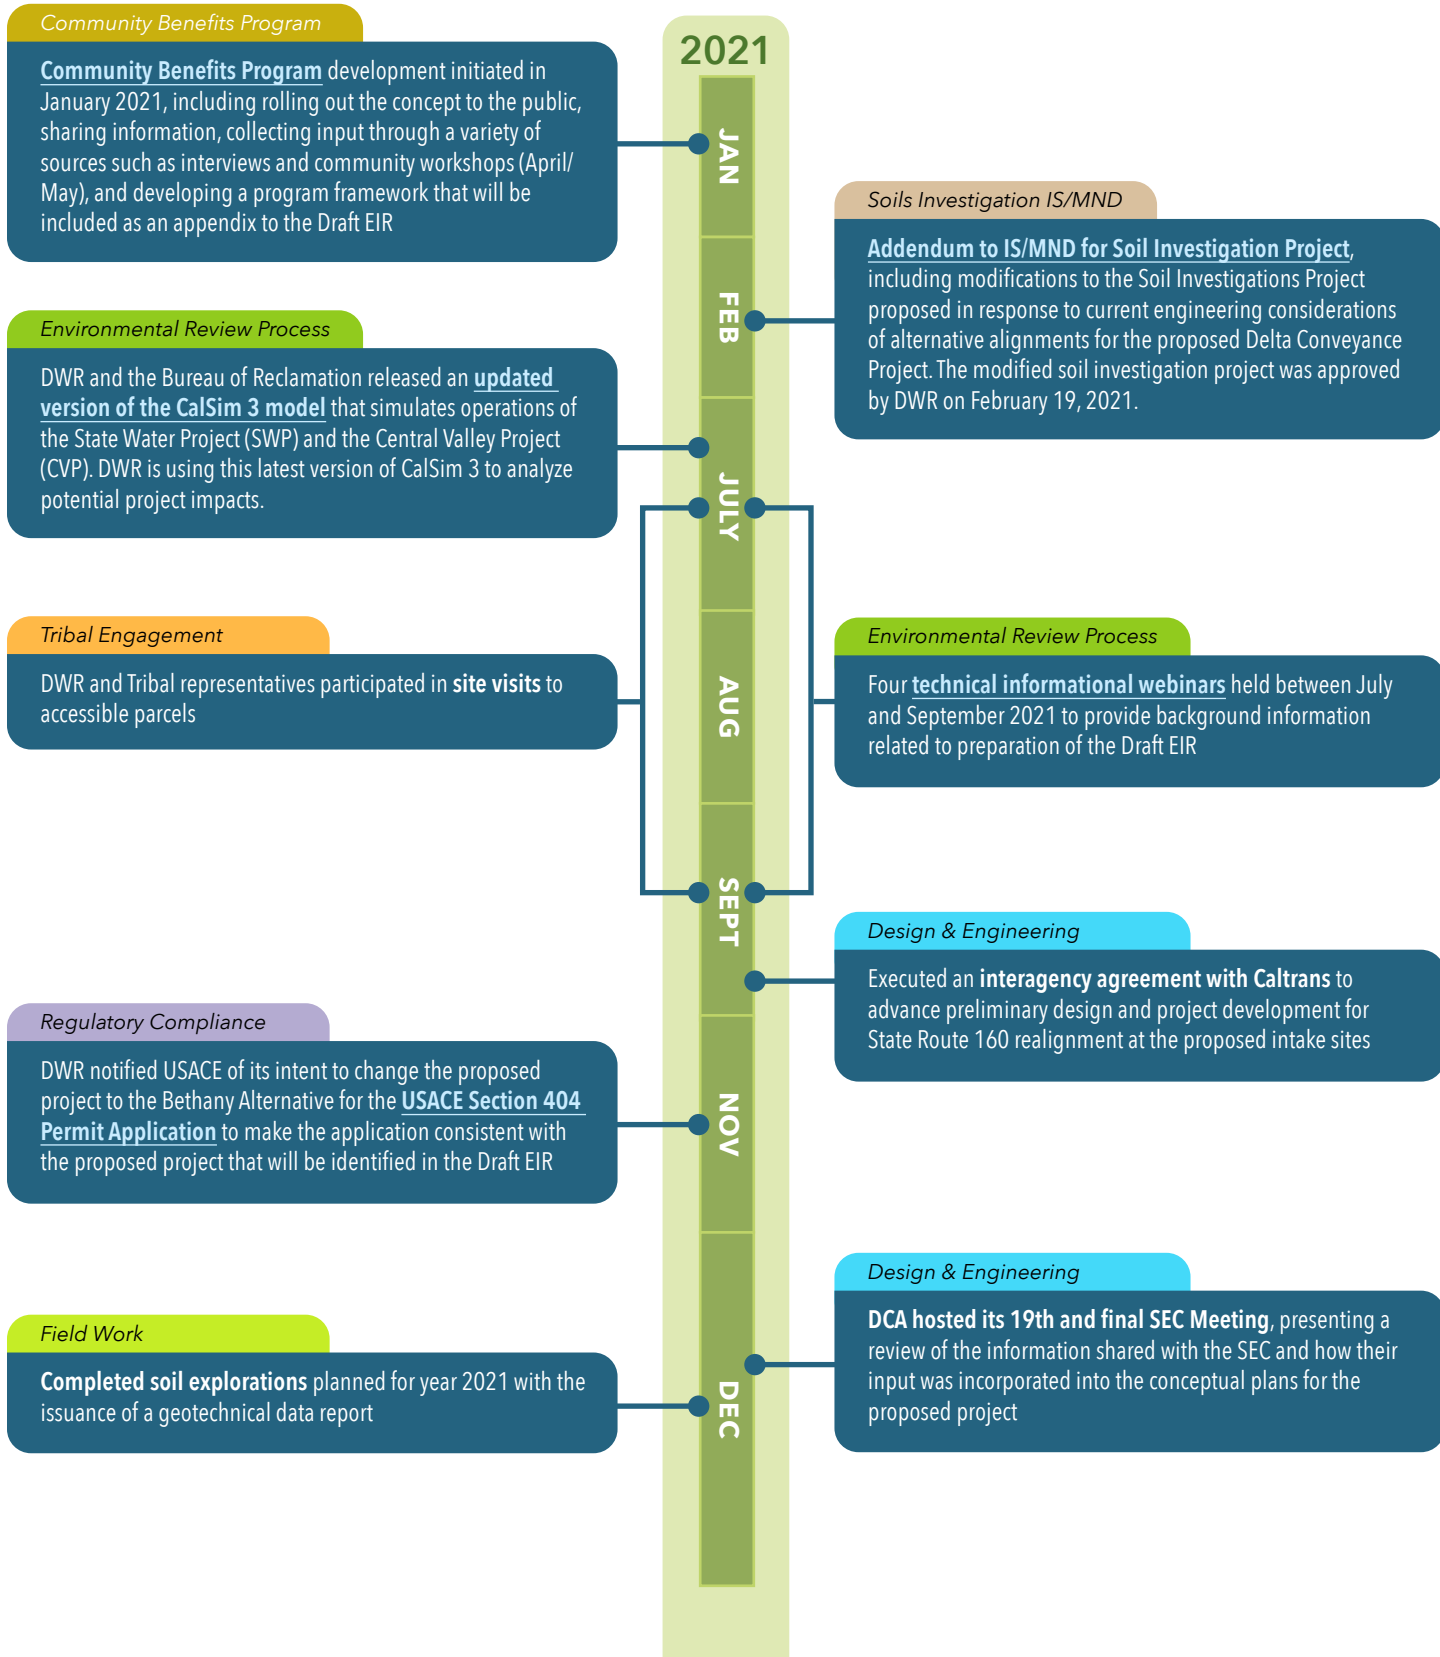 2021
Community Benefits Program
Community Benefits Program development initiated in
January 2021, including rolling out the concept to the public,
sharing information, collecting input through a variety of
sources such as interviews and community workshops (April/
May), and developing a program framework that will be
included as an appendix to the Draft EIR
JAN
Soils Investigation IS/MND
Addendum to IS/MND for Soil Investigation Project,
including modifications to the Soil Investigations Project
proposed in response to current engineering considerations
of alternative alignments for the proposed Delta Conveyance
Project. The modified soil investigation project was approved
by DWR on February 19, 2021.
FEB
Environmental Review Process
DWR and the Bureau of Reclamation released an updated
version of the CalSim 3 model that simulates operations of
the State Water Project (SWP) and the Central Valley Project
(CVP). DWR is using this latest version of CalSim 3 to analyze
potential project impacts.
JULY
Tribal Engagement
DWR and Tribal representatives participated in site visits to
accessible parcels
AUG
Environmental Review Process
Four technical informational webinars held between July
and September 2021 to provide background information
related to preparation of the Draft EIR
SEPT
Design & Engineering
Executed an interagency agreement with Caltrans to
advance preliminary design and project development for
State Route 160 realignment at the proposed intake sites
Regulatory Compliance
DWR notified USACE of its intent to change the proposed
project to the Bethany Alternative for the USACE Section 404
Permit Application to make the application consistent with
the proposed project that will be identified in the Draft EIR
NOV
Design & Engineering
DCA hosted its 19th and final SEC Meeting, presenting a
review of the information shared with the SEC and how their
input was incorporated into the conceptual plans for the
proposed project
Field Work
Completed soil explorations planned for year 2021 with the
issuance of a geotechnical data report
DEC